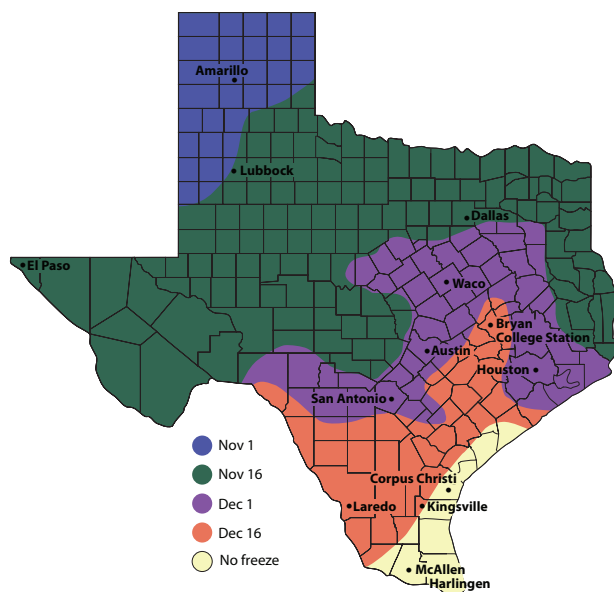 Amarillo
Lubbock
Dallas
El Paso
Waco
Bryan
College Station
Austin
Houston
San Antonio
Nov 1
Nov 16
Corpus Christi
Dec 1
Laredo
Kingsville
Dec 16
No freeze
McAllen
Harlingen